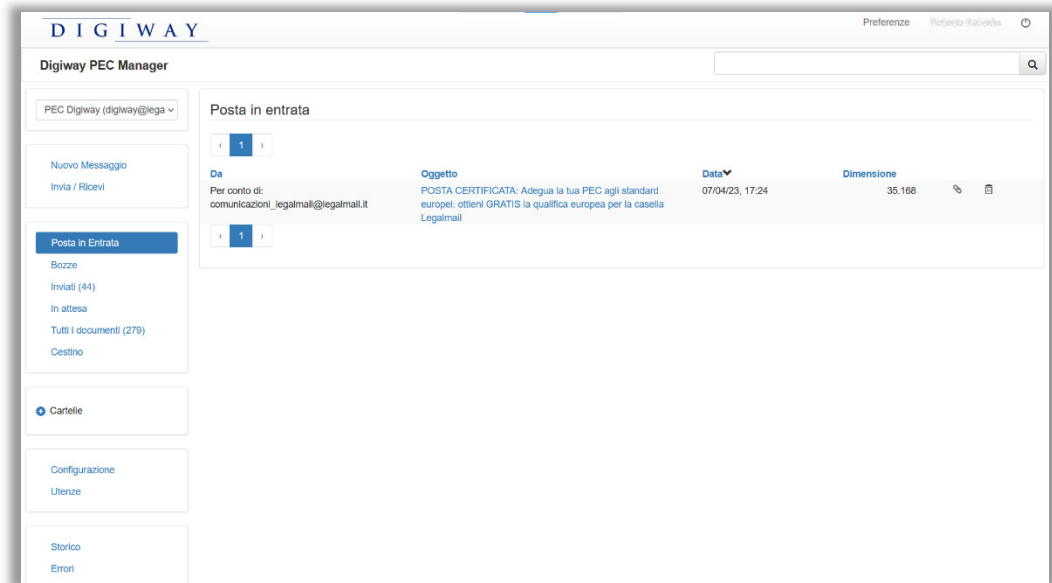 DIGIWAY
Preferenze
Digiway PEC Manager
PEC Digiway (digiway@lega
Posta in entrata
‹ 1 ›
Nuovo Messaggio
Invia / Ricevi
Da Oggetto Data Dimensione
Per conto di: POSTA CERTIFICATA: Adegua la tua PEC agli standard 07/04/23, 17:24 35.168
comunicazioni_legalmail@legalmail.it europei: ottieni GRATIS la qualifica europea per la casella
Legalmail
‹ 1 ›
Posta in Entrata
Bozze
Inviati (44)
In attesa
Tutti i documenti (279)
Cestino
Cartelle
Configurazione
Utenze
Storico
Errori